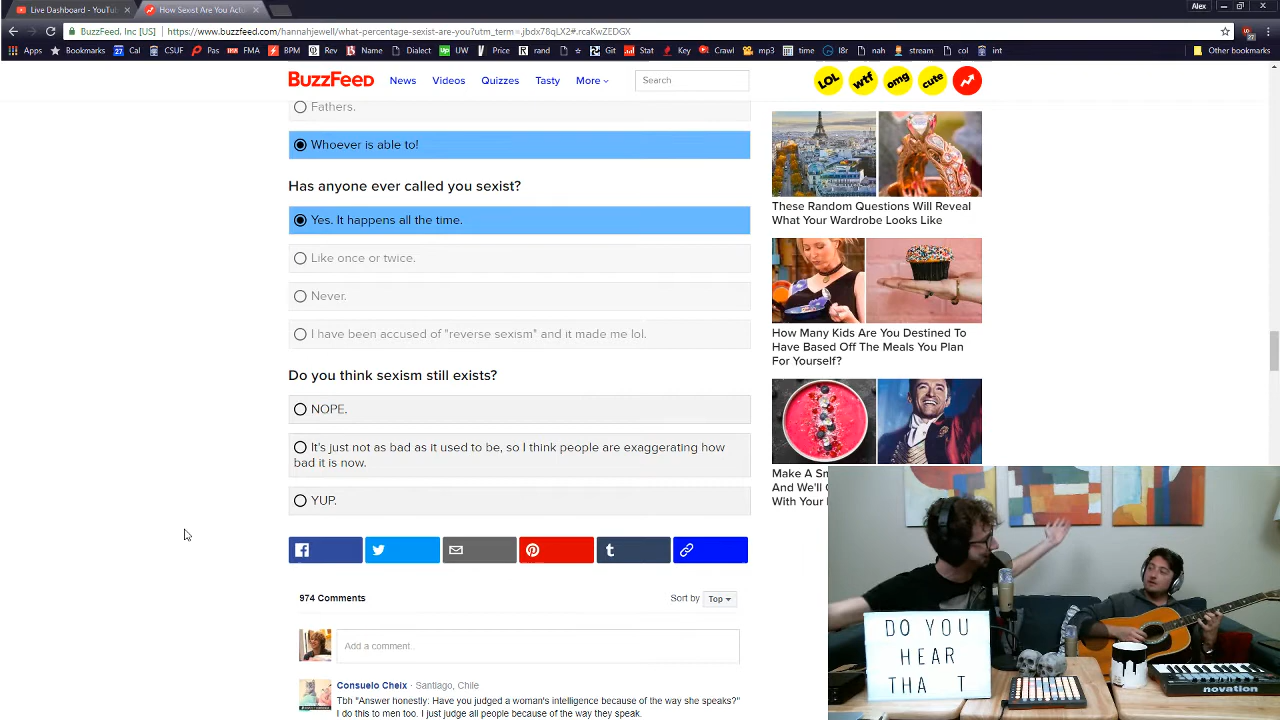 Live Dashboard - YouTu
How Sexist Are You Actu
Alex
BuzzFeed, Inc [US]
https://www.buzzfeed.com/hannahjewell/what-percentage-sexist-are-you?utm_term=.jbdx78qLX2#.rcaKwZEDGX
Apps
Bookmarks
Cal
CSUF
Pas
FMA
BPM
Name
Dialect
UW
Price
rand
Git
Stat
Key
Crawl
mp3
time
l8r
nah
stream
col
int
Other bookmarks
BuzzFeed
News
Videos
Quizzes
Tasty
More
Search
LOL
wtf
omg
cute
Fathers.
Whoever is able to!
Has anyone ever called you sexist?
Yes. It happens all the time.
Like once or twice.
Never.
I have been accused of "reverse sexism" and it made me lol.
Do you think sexism still exists?
NOPE.
It's just not as bad as it used to be, so I think people are exaggerating how
bad it is now.
YUP.
974 Comments
Sort by
Top
Add a comment
Consuelo Cheix · Santiago,
Tbh "Answer honestly: Have you judged a woman's intelligence because of the way she speaks?"
I do this to men too. I just judge all people because of the way they speak.
These Random Questions Will Reveal
What Your Wardrobe Looks Like
How Many Kids Are You Destined To
Have Based Off The Meals You Plan
For Yourself?
Make A
And We'll
With Your
DO YOU
HEAR
THA T
novation